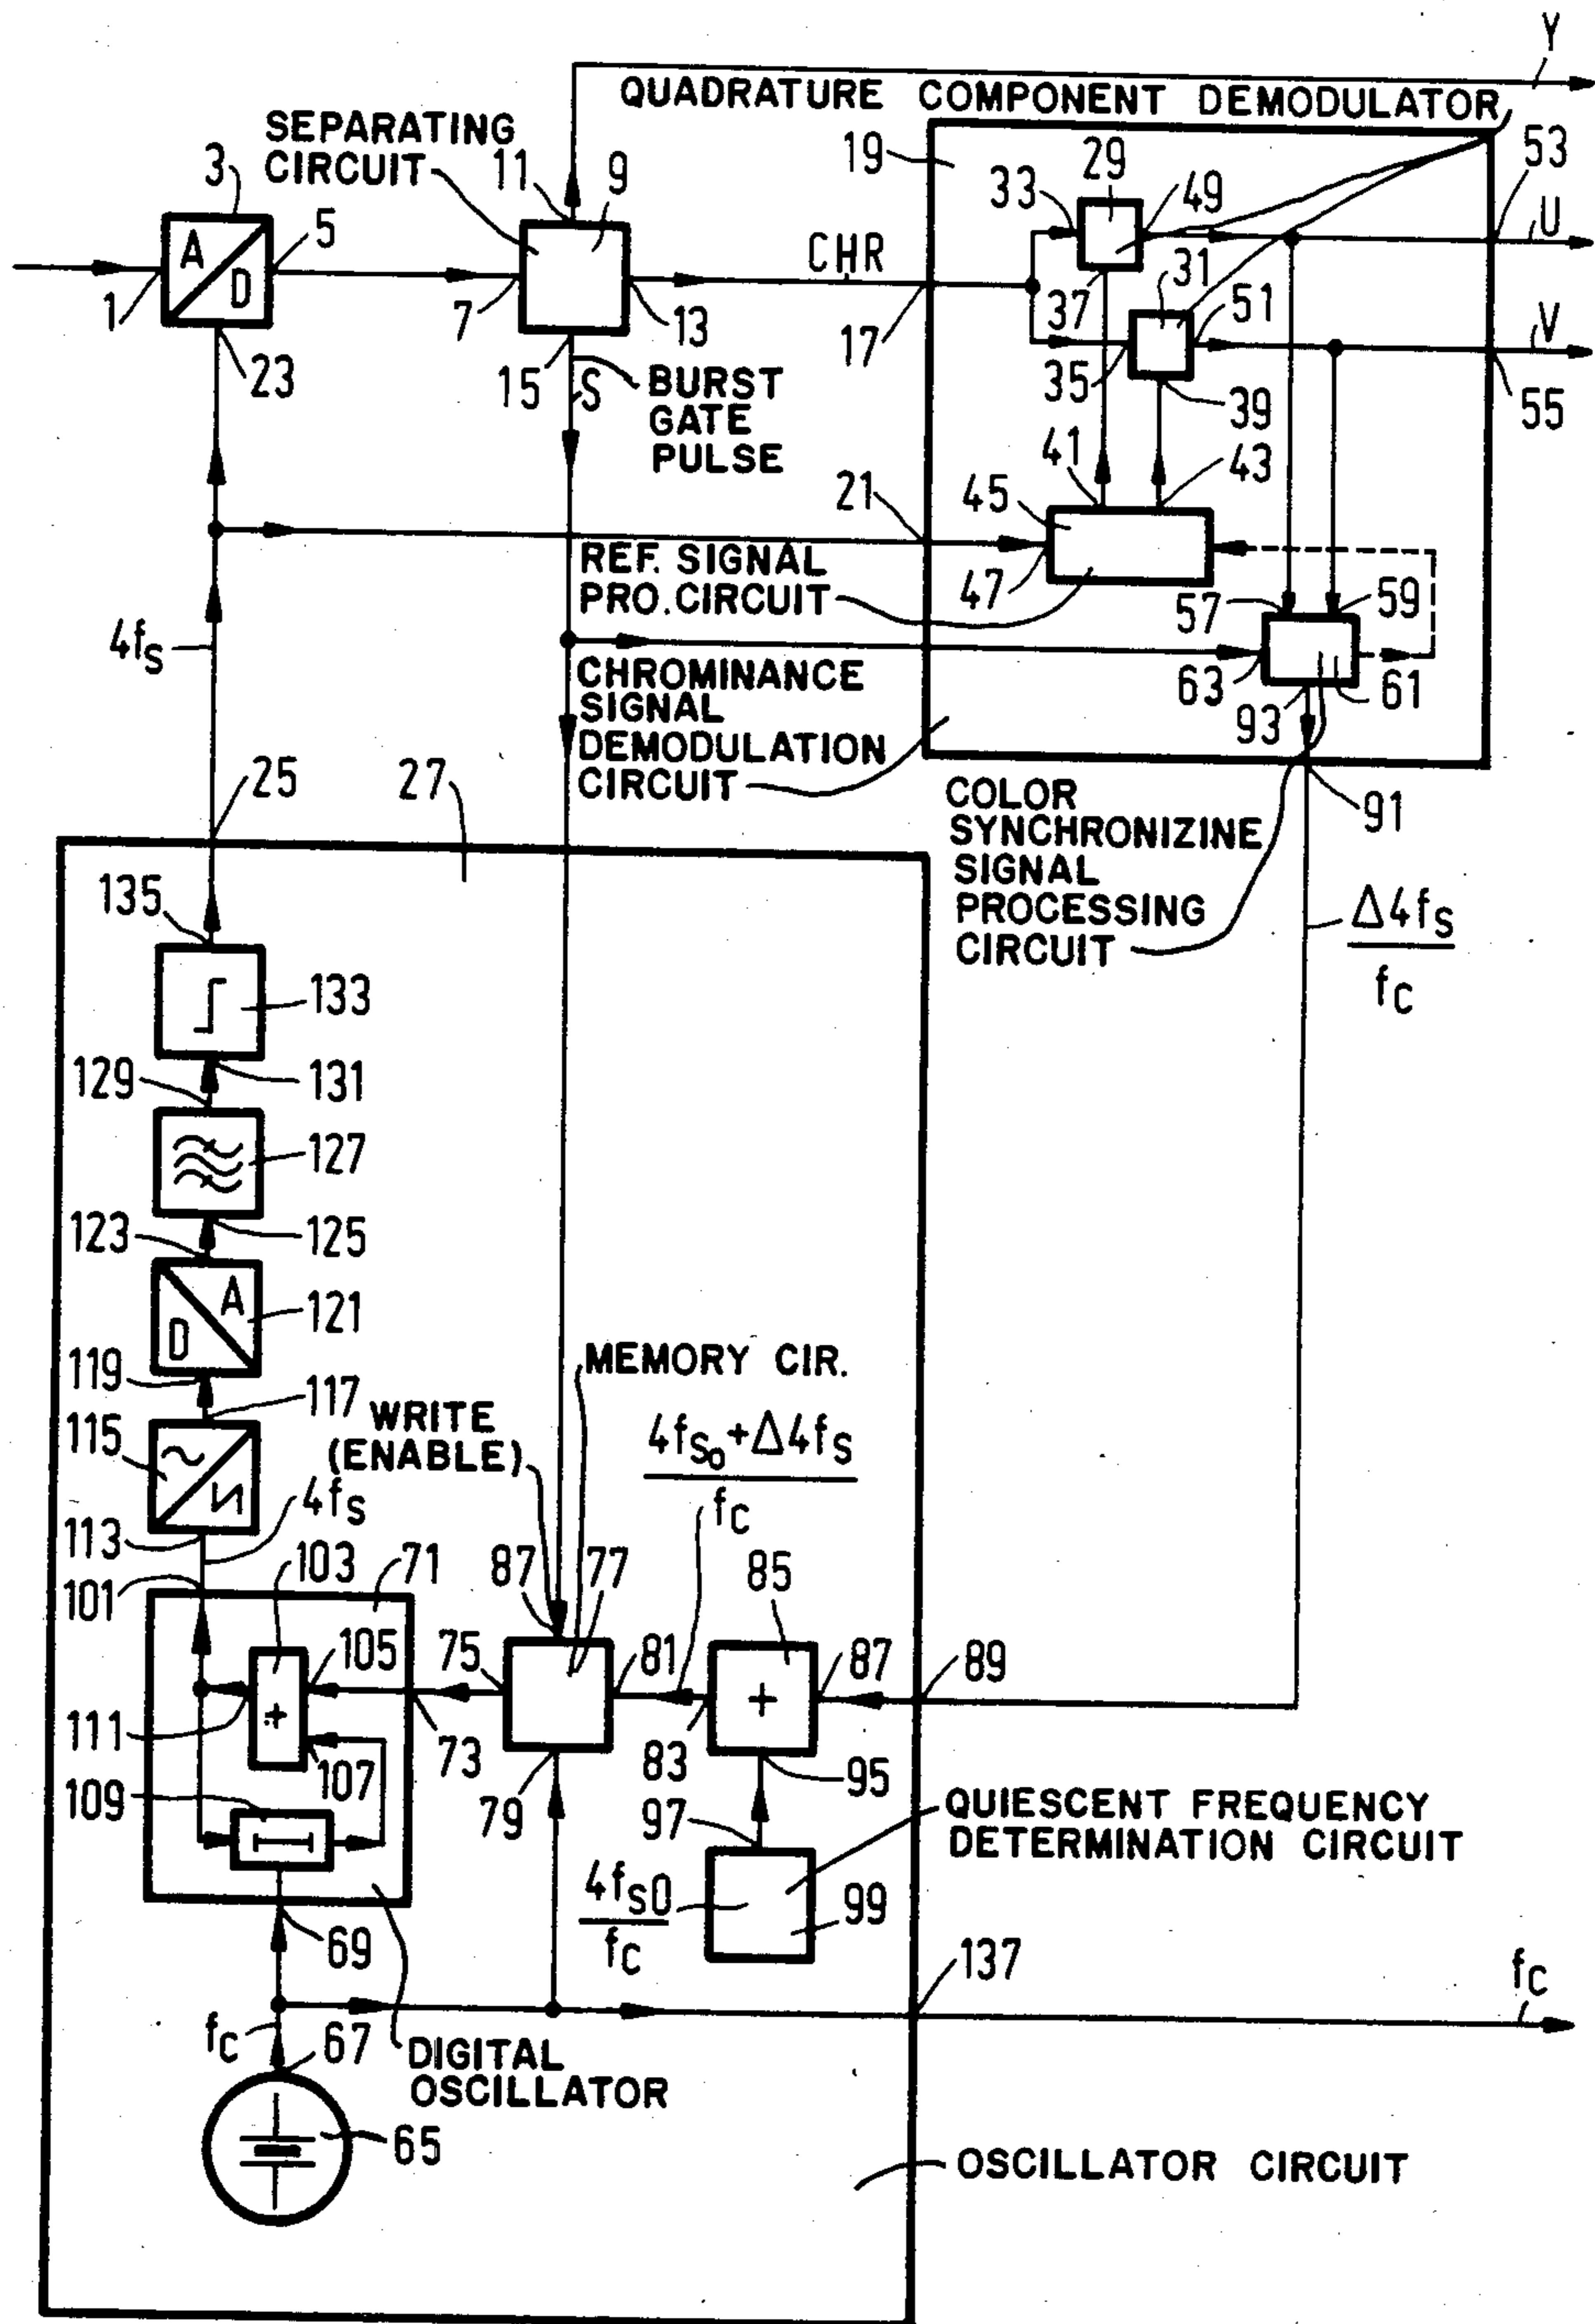 Y
QUADRATURE COMPONENT DEMODULATOR
SEPARATING
CIRCUIT
3
5
11
9
19
29
53
33
49
U
A
D
CHR
1
7
13
17
37
31
51
V
23
15
S
BURST
GATE
PULSE
35
39
55
41
43
21
45
REF. SIGNAL
PRO. CIRCUIT
47
57
59
4fS
CHROMINANCE
SIGNAL
DEMODULATION
CIRCUIT
63
93
61
25
27
COLOR
SYNCHRONIZINE
SIGNAL
PROCESSING
CIRCUIT
91
Δ4fS
fC
135
133
129
131
127
123
125
A
D
121
119
117
MEMORY CIR.
WRITE
(ENABLE)
115
4fS0+Δ4fS
fC
4fS
113
103
71
87
77
85
101
105
75
81
87
89
+
+
111
107
73
79
83
95
109
97
QUIESCENT FREQUENCY
DETERMINATION CIRCUIT
4fS0
fC
99
69
137
fC
fC
67
DIGITAL
OSCILLATOR
65
OSCILLATOR CIRCUIT